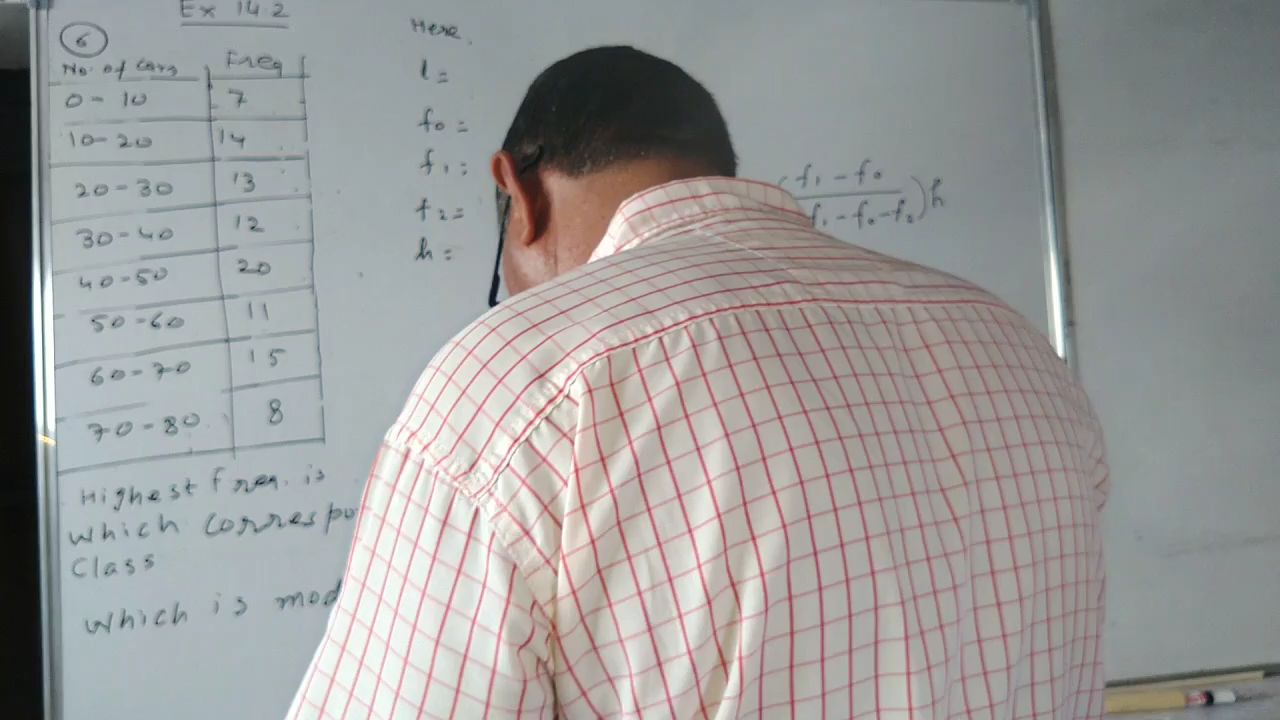 Ex 14.2
6
No. of cars Freq
0 - 10 7
10 - 20 14
20 - 30 13
30 - 40 12
40 - 50 20
50 - 60 11
60 - 70 15
70 - 80 8
Highest freq. is
which correspo
Class
which is mod
Here,
l =
f0 =
f1 =
f2 =
h =
(f1 - f0
f1 - f0 - f2)h